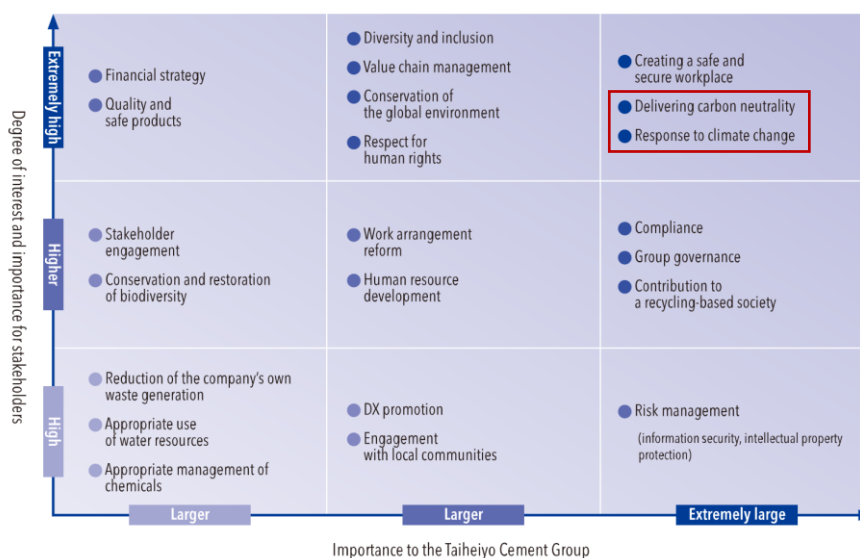 Degree of interest and importance for stakeholders
Extremely high
Financial strategy
Quality and
safe products
Diversity and inclusion
Value chain management
Conservation of
the global environment
Respect for
human rights
Creating a safe and
secure workplace
Delivering carbon neutrality
Response to climate change
Higher
Stakeholder
engagement
Conservation and restoration
of biodiversity
Work arrangement
reform
Human resource
development
Compliance
Group governance
Contribution to
a recycling-based society
High
Reduction of the company's own
waste generation
Appropriate use
of water resources
Appropriate management of
chemicals
DX promotion
Engagement
with local communities
Risk management
(information security, intellectual property
protection)
Larger
Larger
Extremely large
Importance to the Taiheiyo Cement Group